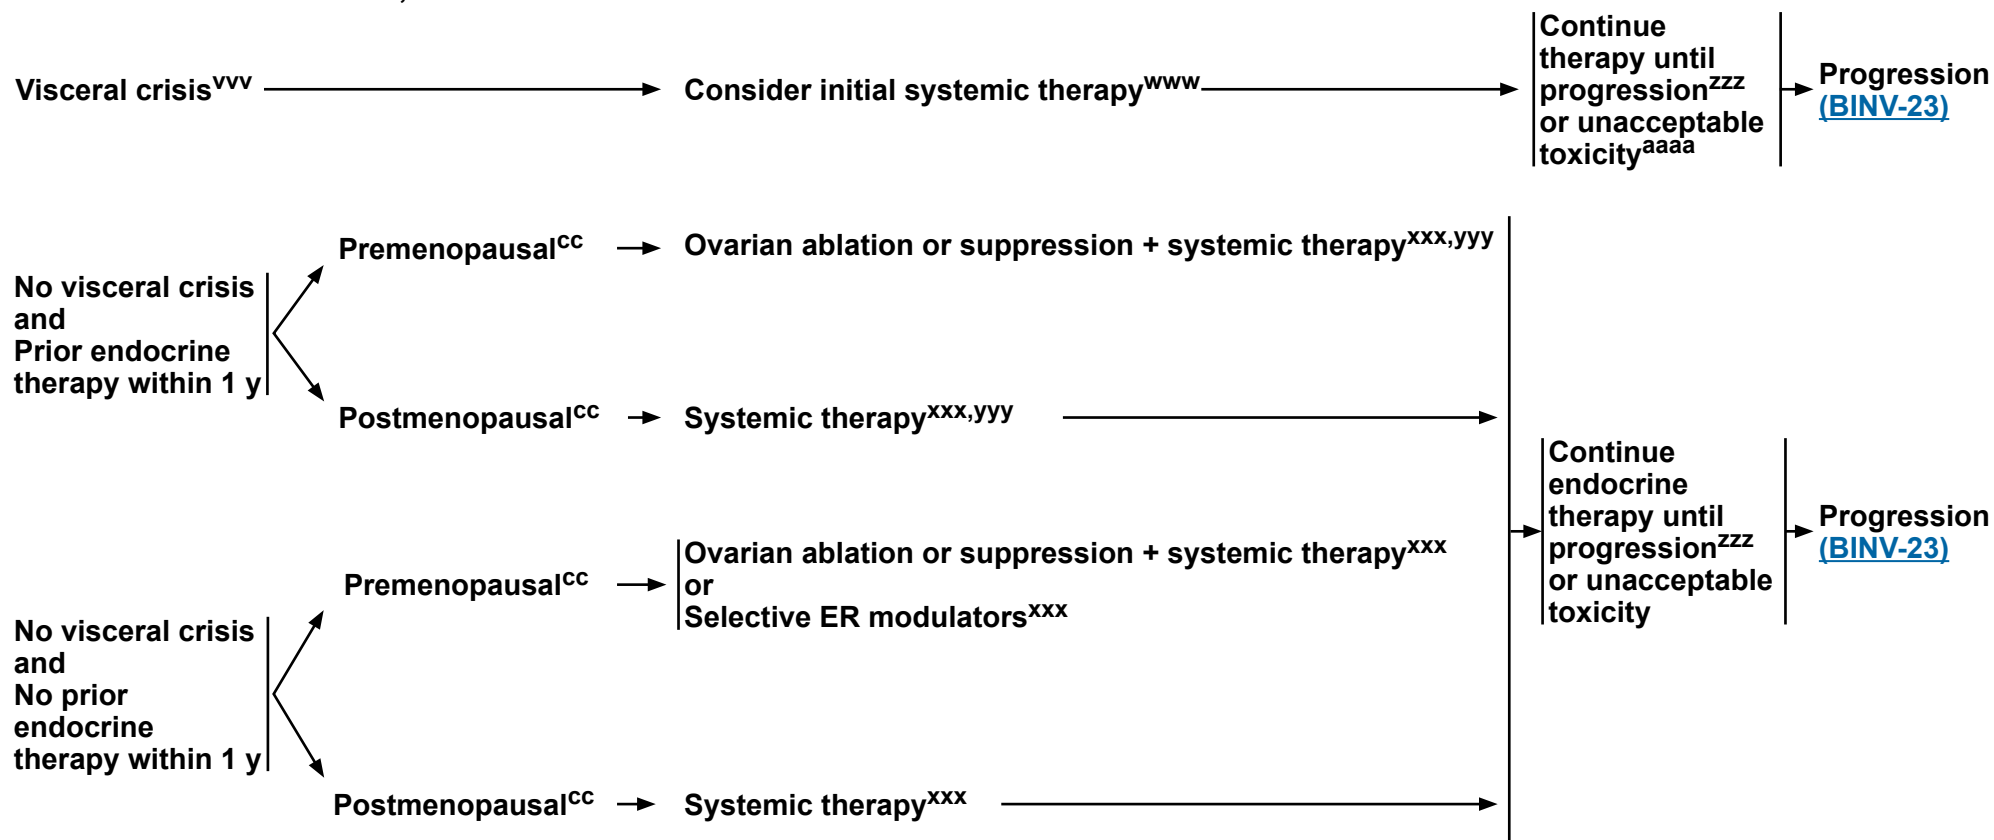 Visceral crisisvvv
Consider initial systemic therapywww
Continue
therapy until
progressionzzz
or unacceptable
toxicityaaaa
Progression
(BINV-23)
No visceral crisis
and
Prior endocrine
therapy within 1 y
Premenopausalcc
Ovarian ablation or suppression + systemic therapyxxx,yyy
Postmenopausalcc
Systemic therapyxxx,yyy
No visceral crisis
and
No prior
endocrine
therapy within 1 y
Premenopausalcc
Ovarian ablation or suppression + systemic therapyxxx
or
Selective ER modulatorsxxx
Postmenopausalcc
Systemic therapyxxx
Continue
endocrine
therapy until
progressionzzz
or unacceptable
toxicity
Progression
(BINV-23)